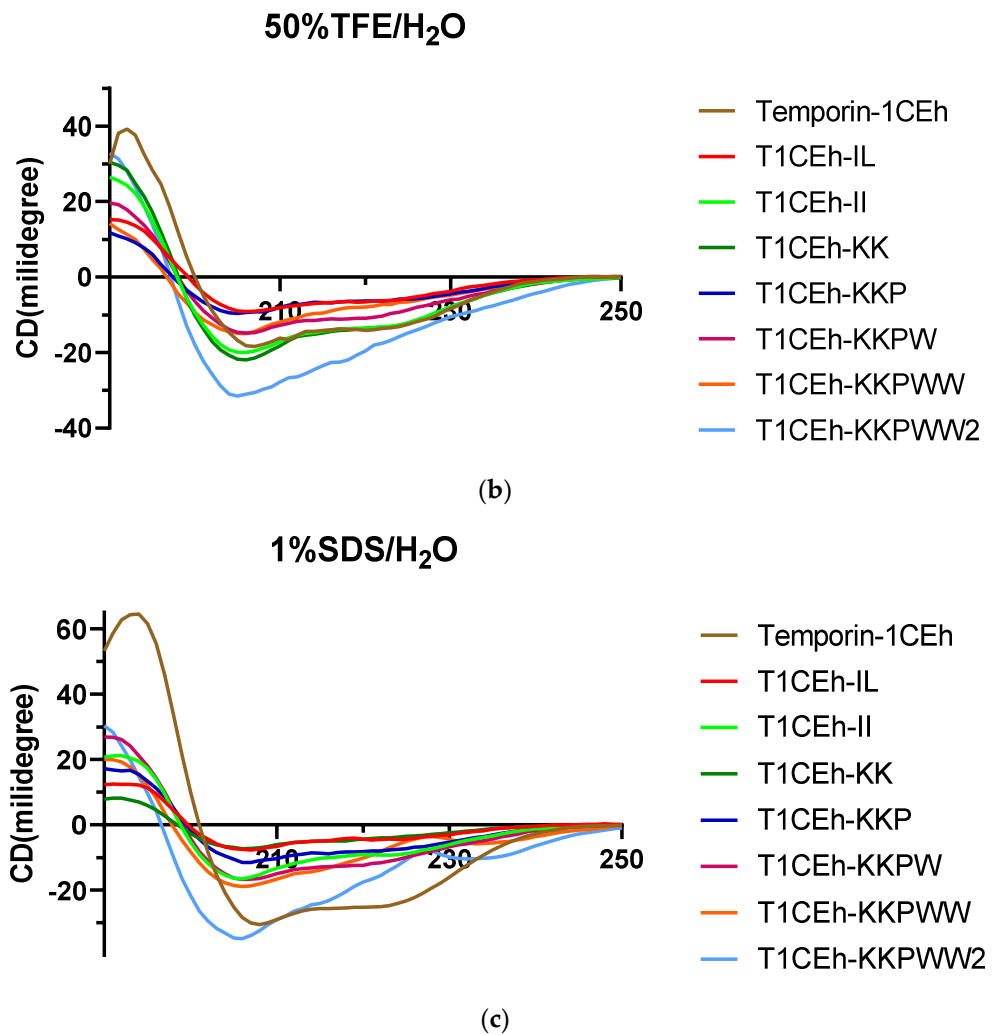 50%TFE/H₂O
CD(milidegree)
40
20
0
-20
-40
210
230
250
Temporin-1CEh
T1CEh-IL
T1CEh-II
T1CEh-KK
T1CEh-KKP
T1CEh-KKPW
T1CEh-KKPWW
T1CEh-KKPWW2
(b)
1%SDS/H₂O
CD(milidegree)
60
40
20
0
-20
210
230
250
Temporin-1CEh
T1CEh-IL
T1CEh-II
T1CEh-KK
T1CEh-KKP
T1CEh-KKPW
T1CEh-KKPWW
T1CEh-KKPWW2
(c)